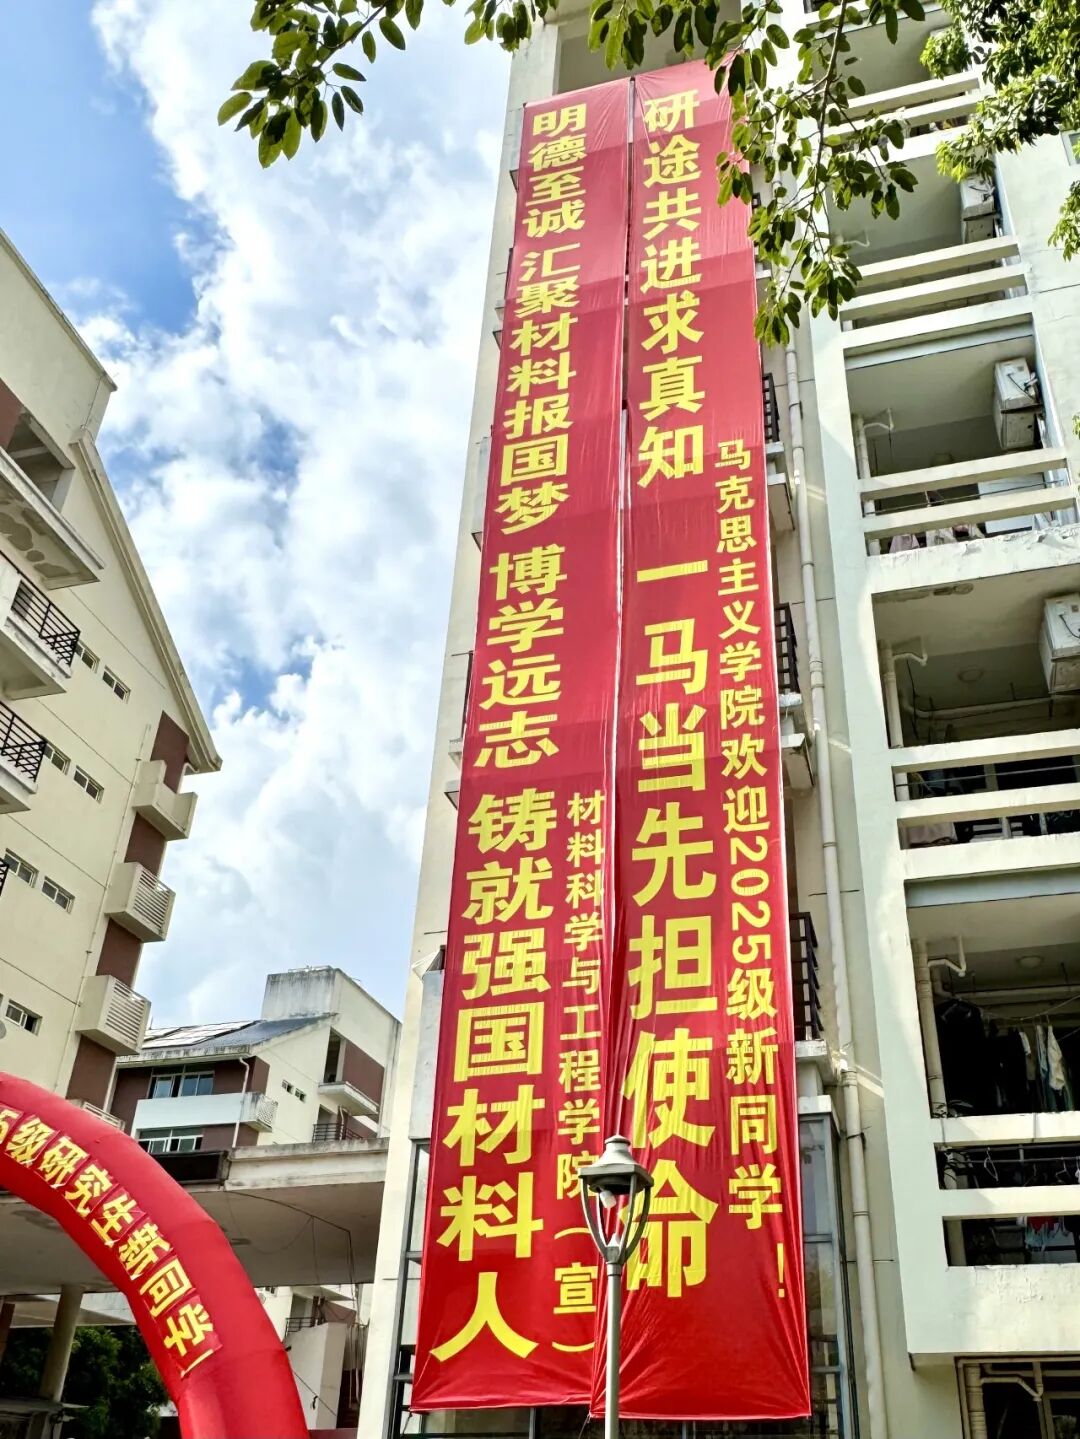 研途共进求真知 一马当先担使命
马克思主义学院欢迎2025级新同学！
明德至诚 汇聚材料报国梦 博学远志 铸就强国材料人
材料科学与工程学院（宣）
5级研究生新同学